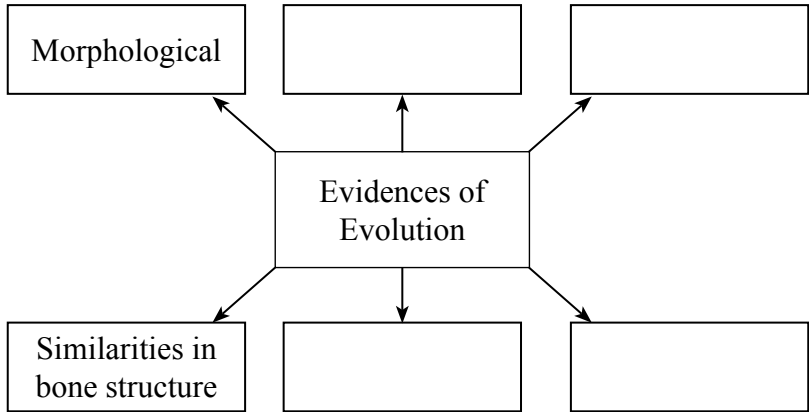 Morphological
Evidences of
Evolution
Similarities in
bone structure